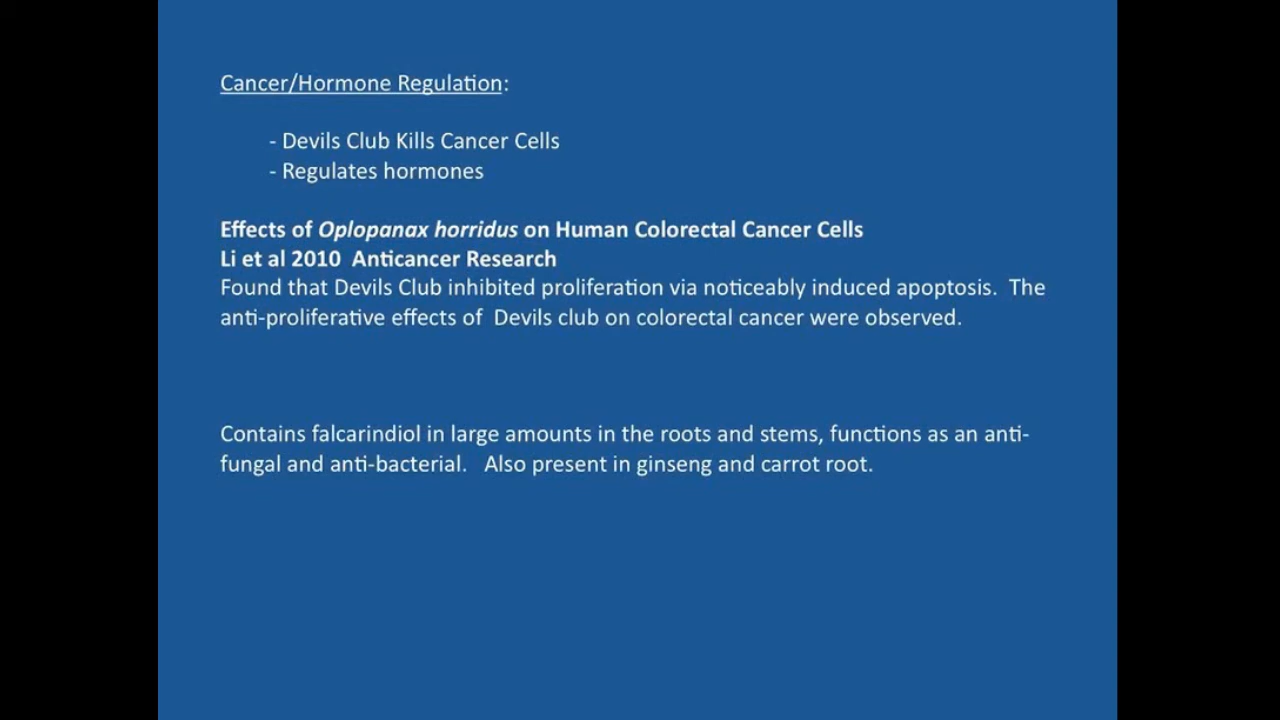 Cancer/Hormone Regulation:
- Devils Club Kills Cancer Cells
- Regulates hormones
Effects of Oplopanax horridus on Human Colorectal Cancer Cells
Li et al 2010  Anticancer Research
Found that Devils Club inhibited proliferation via noticeably induced apoptosis.  The
anti-proliferative effects of  Devils club on colorectal cancer were observed.
Contains falcarindiol in large amounts in the roots and stems, functions as an anti-
fungal and anti-bacterial.   Also present in ginseng and carrot root.